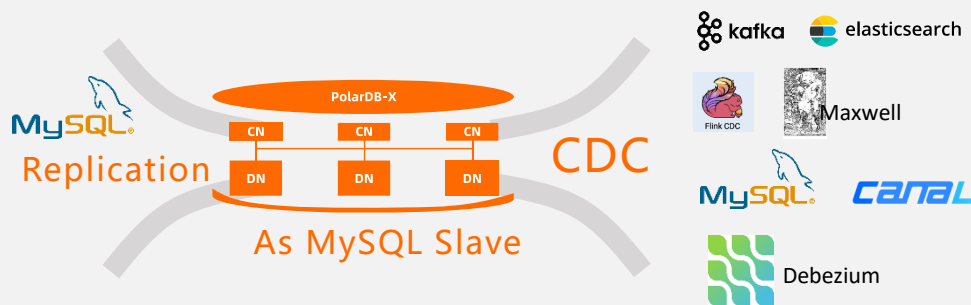 MySQL®
Replication
PolarDB-X
CN CN CN
DN DN DN
As MySQL Slave
CDC
kafka
elasticsearch
Flink CDC
Maxwell
MySQL®
canal
Debezium